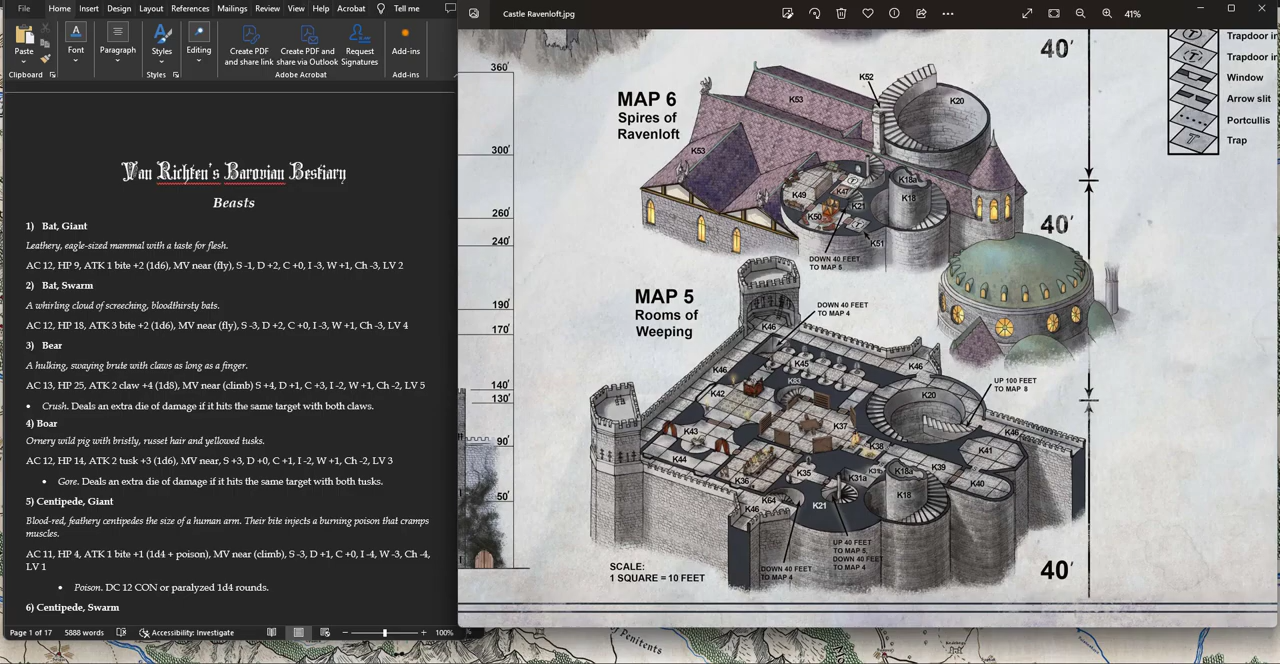 File Home Insert Design Layout References Mailings Review View Help Acrobat Tell me
Paste Font Paragraph Styles Editing Create PDF and share link Create PDF and share via Outlook Request Signatures Add-ins
Clipboard Styles Adobe Acrobat Add-ins
Van Richten's Barovian Bestiary
Beasts
1) Bat, Giant
Leathery, eagle-sized mammal with a taste for flesh.
AC 12, HP 9, ATK 1 bite +2 (1d6), MV near (fly), S -1, D +2, C +0, I -3, W +1, Ch -3, LV 2
2) Bat, Swarm
A whirling cloud of screeching, bloodthirsty bats.
AC 12, HP 18, ATK 3 bite +2 (1d6), MV near (fly), S -3, D +2, C +0, I -3, W +1, Ch -3, LV 4
3) Bear
A hulking, swaying brute with claws as long as a finger.
AC 13, HP 25, ATK 2 claw +4 (1d8), MV near (climb) S +4, D +1, C +3, I -2, W +1, Ch -2, LV 5
• Crush. Deals an extra die of damage if it hits the same target with both claws.
4) Boar
Ornery wild pig with bristly, russet hair and yellowed tusks.
AC 12, HP 14, ATK 2 tusk +3 (1d6), MV near, S +3, D +0, C +1, I -2, W +1, Ch -2, LV 3
• Gore. Deals an extra die of damage if it hits the same target with both tusks.
5) Centipede, Giant
Blood-red, feathery centipedes the size of a human arm. Their bite injects a burning poison that cramps
muscles.
AC 11, HP 4, ATK 1 bite +1 (1d4 + poison), MV near (climb), S -3, D +1, C +0, I -4, W -3, Ch -4,
LV 1
• Poison. DC 12 CON or paralyzed 1d4 rounds.
6) Centipede, Swarm
Page 1 of 17 5888 words Accessibility: Investigate 100%
Castle Ravenloft.jpg 41%
40'
Trapdoor in
Trapdoor in
Window
Arrow slit
Portcullis
Trap
360'
300'
260'
240'
190'
170'
140'
130'
90'
50'
MAP 6
Spires of
Ravenloft
K52
K53
K20
K53
K49
K47
K18a
K18
K21
K50
K51
DOWN 40 FEET
TO MAP 5
40'
MAP 5
Rooms of
Weeping
DOWN 40 FEET
TO MAP 4
K46
K45
K46
K46
K83
K42
UP 100 FEET
TO MAP 8
K20
K37
K43
K38
K46
K44
K41
K35
K31b
K18a
K39
K36
K31a
K40
K64
K18
K46
K21
UP 40 FEET
TO MAP 5,
DOWN 40 FEET
TO MAP 4
DOWN 40 FEET
TO MAP 4
SCALE:
1 SQUARE = 10 FEET
40'
Penitents